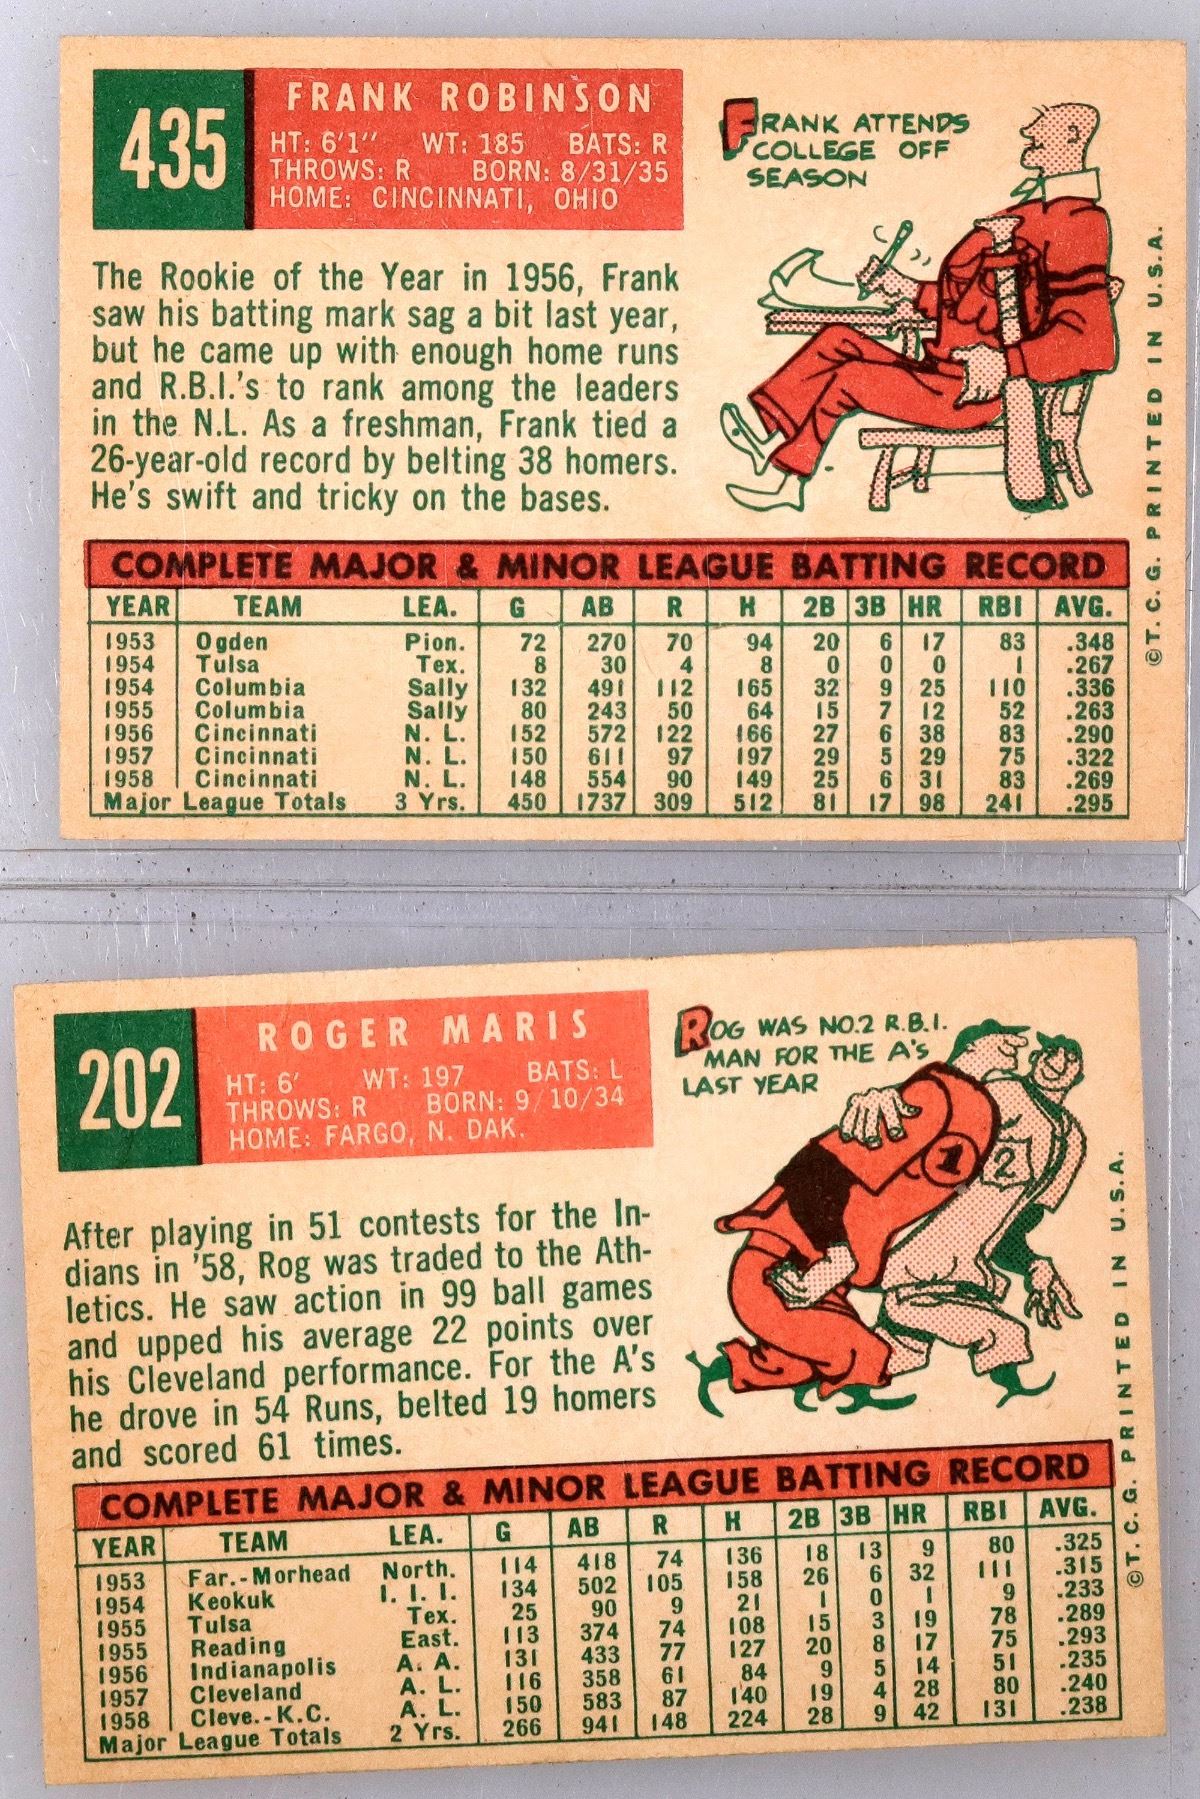 435
FRANK ROBINSON
HT: 6'1" WT: 185 BATS: R
THROWS: R BORN: 8/31/35
HOME: CINCINNATI, OHIO
FRANK ATTENDS
COLLEGE OFF
SEASON
The Rookie of the Year in 1956, Frank
saw his batting mark sag a bit last year,
but he came up with enough home runs
and R.B.I.'s to rank among the leaders
in the N.L. As a freshman, Frank tied a
26-year-old record by belting 38 homers.
He's swift and tricky on the bases.
COMPLETE MAJOR & MINOR LEAGUE BATTING RECORD
YEAR TEAM LEA. G AB R H 2B 3B HR RBI AVG.
1953 Ogden Pion. 72 270 70 94 20 6 17 83 .348
1954 Tulsa Tex. 8 30 4 8 0 0 0 1 .267
1954 Columbia Sally 132 491 112 165 32 9 25 110 .336
1955 Columbia Sally 80 243 50 64 15 7 12 52 .263
1956 Cincinnati N. L. 152 572 122 166 27 6 38 83 .290
1957 Cincinnati N. L. 150 611 97 197 29 5 29 75 .322
1958 Cincinnati N. L. 148 554 90 149 25 6 31 83 .269
Major League Totals 3 Yrs. 450 1737 309 512 81 17 98 241 .295
©T. C. G. PRINTED IN U.S.A.
202
ROGER MARIS
HT: 6' WT: 197 BATS: L
THROWS: R BORN: 9/10/34
HOME: FARGO, N. DAK.
ROG WAS NO.2 R.B.I.
MAN FOR THE A'S
LAST YEAR
1
2
After playing in 51 contests for the In-
dians in '58, Rog was traded to the Ath-
letics. He saw action in 99 ball games
and upped his average 22 points over
his Cleveland performance. For the A's
he drove in 54 Runs, belted 19 homers
and scored 61 times.
COMPLETE MAJOR & MINOR LEAGUE BATTING RECORD
YEAR TEAM LEA. G AB R H 2B 3B HR RBI AVG.
1953 Far.-Morhead North. 114 418 74 136 18 13 9 80 .325
1954 Keokuk I. I. I. 134 502 105 158 26 6 32 111 .315
1955 Tulsa Tex. 25 90 9 21 1 0 1 9 .233
1955 Reading East. 113 374 74 108 15 3 19 78 .289
1956 Indianapolis A. A. 131 433 77 127 20 8 17 75 .293
1957 Cleveland A. L. 116 358 61 84 9 5 14 51 .235
1958 Cleve.-K.C. A. L. 150 583 87 140 19 4 28 80 .240
Major League Totals 2 Yrs. 266 941 148 224 28 9 42 131 .238
©T. C. G. PRINTED IN U.S.A.